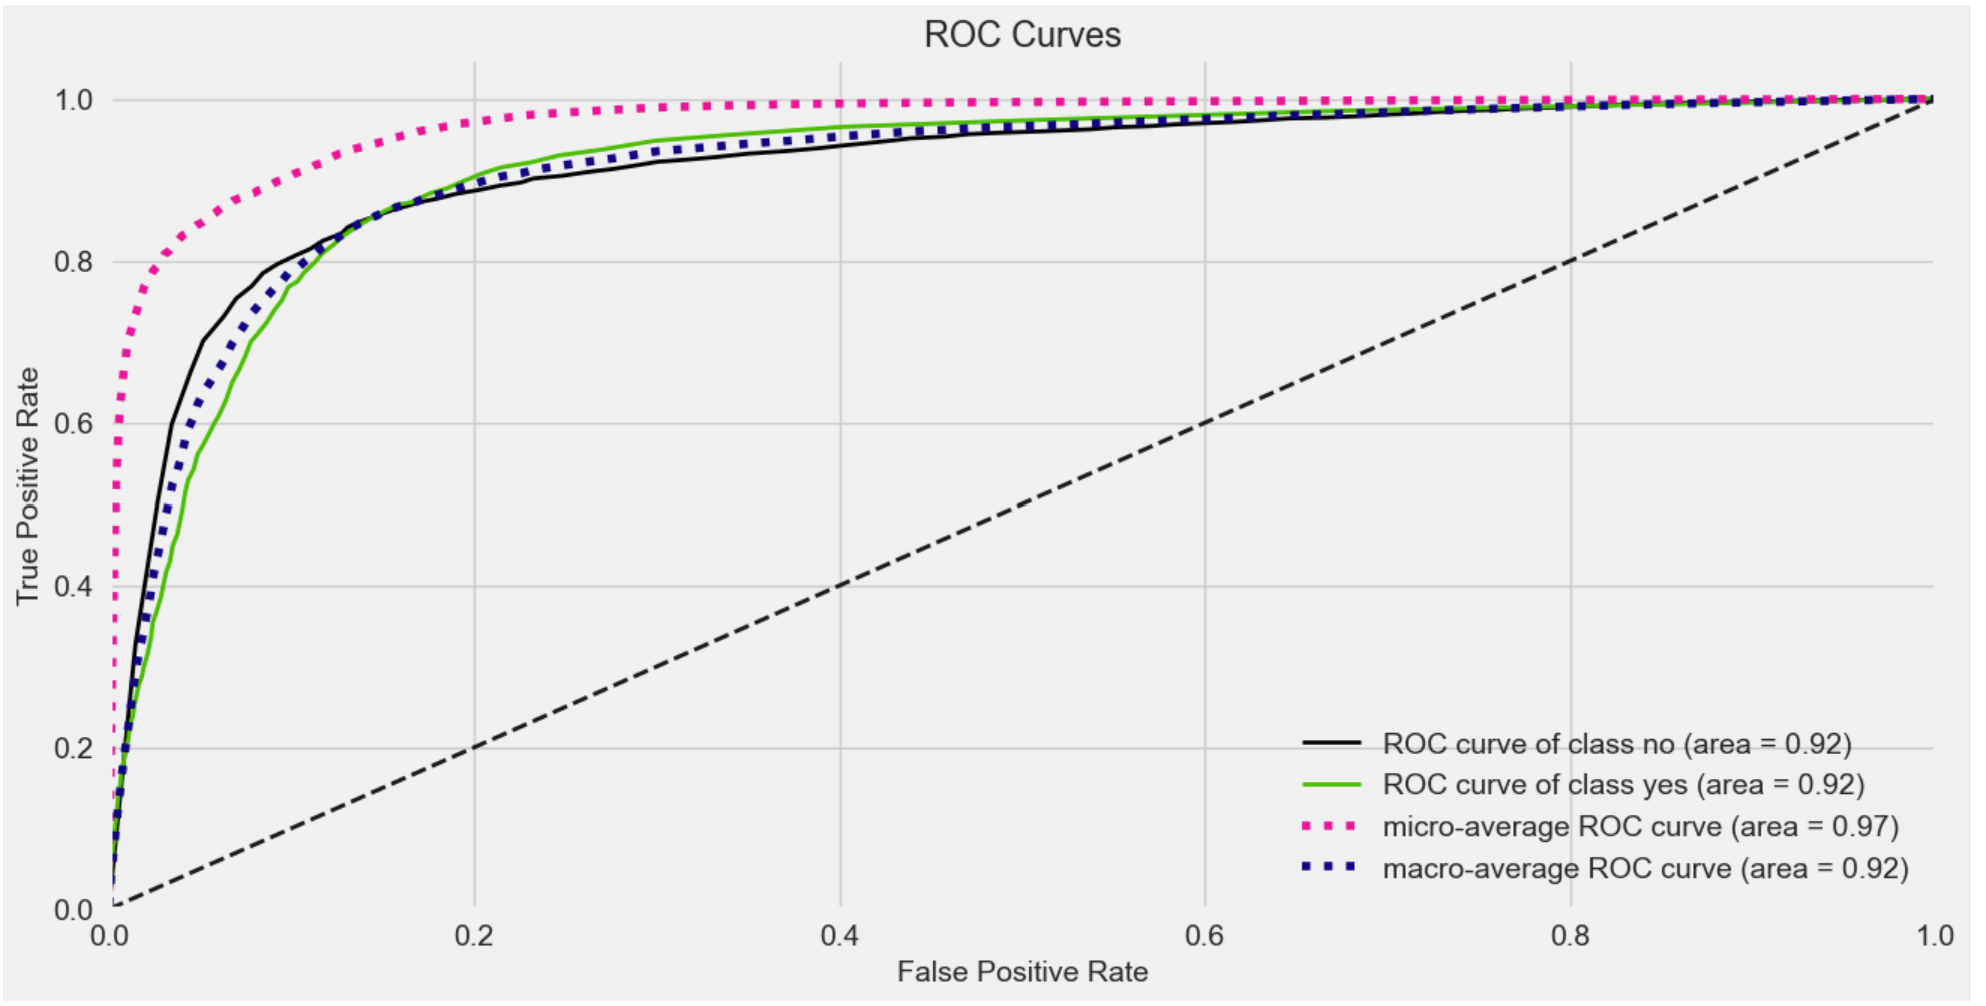 ROC Curves
1.0
0.8
0.6
0.4
0.2
0.0
True Positive Rate
ROC curve of class no (area = 0.92)
ROC curve of class yes (area = 0.92)
micro-average ROC curve (area = 0.97)
macro-average ROC curve (area = 0.92)
0.0 0.2 0.4 0.6 0.8 1.0
False Positive Rate